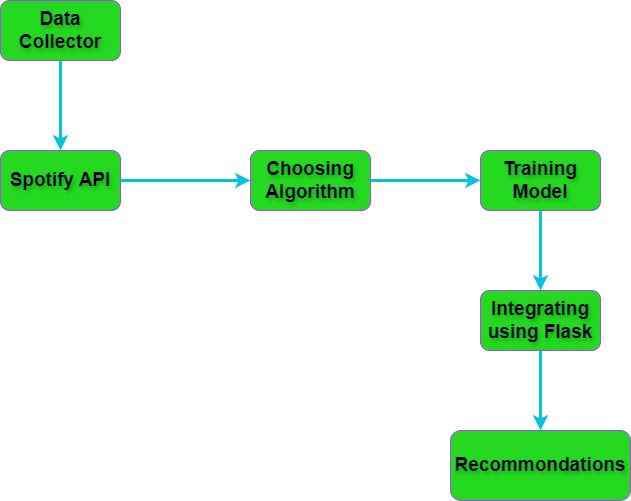 Data
Collector
Spotify API
Choosing
Algorithm
Training
Model
Integrating
using Flask
Recommondations